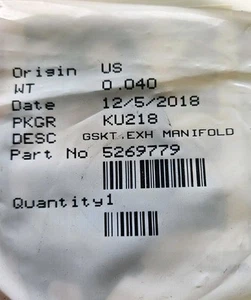 Origin US
WT 0.040
Date 12/5/2018
PKGR KU218
DESC GSKT.EXH MANIFOLD
Part No 5269779
Quantity1